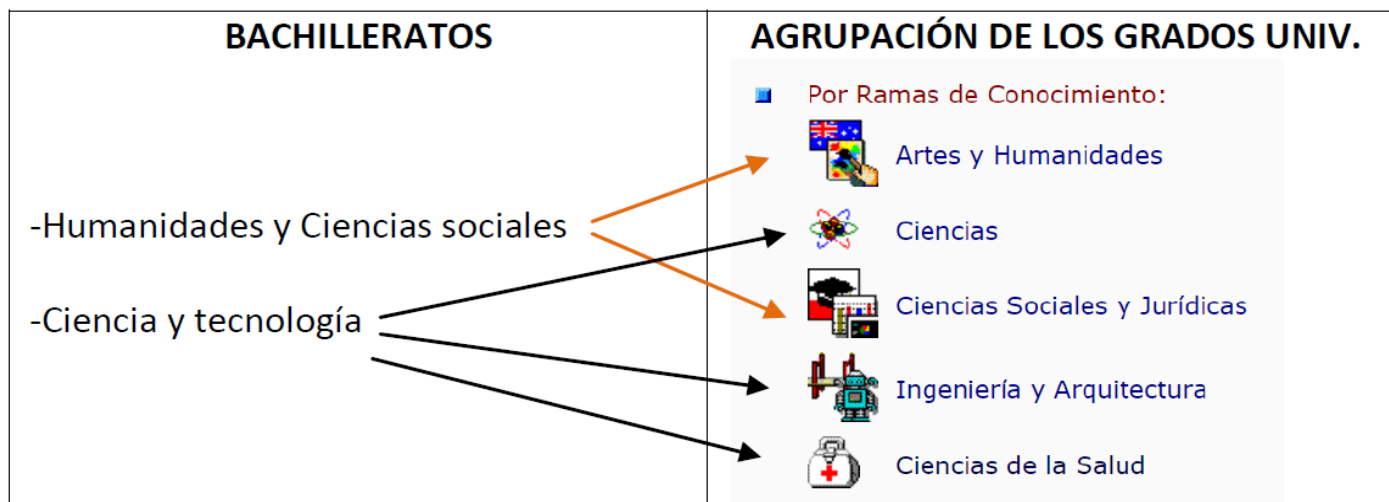 BACHILLERATOS
AGRUPACIÓN DE LOS GRADOS UNIV.
Por Ramas de Conocimiento:
Artes y Humanidades
-Humanidades y Ciencias sociales
Ciencias
Ciencias Sociales y Jurídicas
-Ciencia y tecnología
Ingeniería y Arquitectura
Ciencias de la Salud